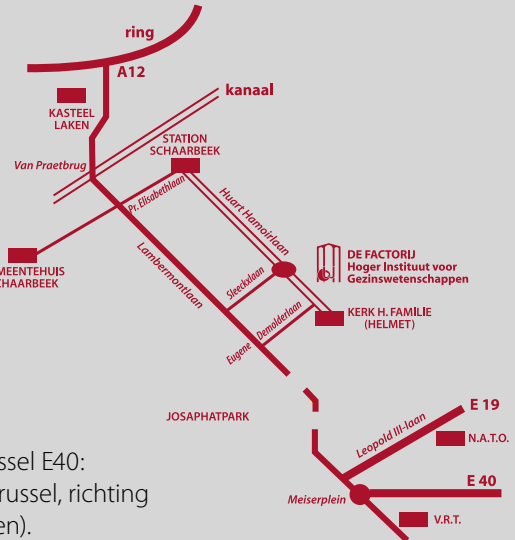 ring
A12
kanaal
KASTEEL
LAKEN
STATION
SCHAARBEEK
Van Praetbrug
Pr. Elisabethlaan
Huart Hamoirlaan
MEENTEHUIS
CHAARBEEK
Lambermontlaan
Sleeckxlaan
DE FACTORIJ
Hoger Instituut voor
Gezinswetenschappen
Eugene Demolderlaan
KERK H. FAMILIE
(HELMET)
JOSAPHATPARK
Leopold III-laan
E 19
N.A.T.O.
ssel E40:
russel, richting
en).
Meiserplein
E 40
V.R.T.